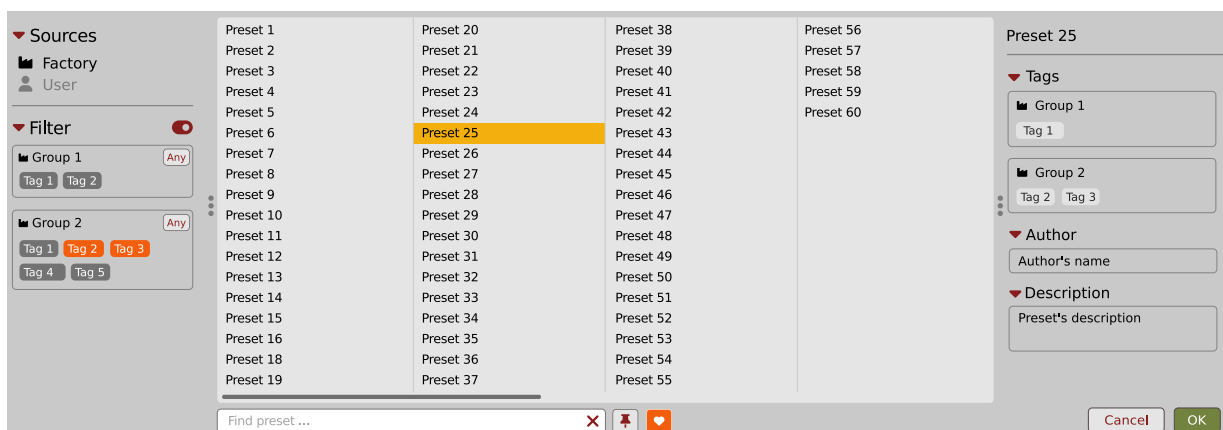 Sources
Factory
User
Filter
Group 1 Any
Tag 1 Tag 2
Group 2 Any
Tag 1 Tag 2 Tag 3
Tag 4 Tag 5
Preset 1
Preset 2
Preset 3
Preset 4
Preset 5
Preset 6
Preset 7
Preset 8
Preset 9
Preset 10
Preset 11
Preset 12
Preset 13
Preset 14
Preset 15
Preset 16
Preset 18
Preset 19
Preset 20
Preset 21
Preset 22
Preset 23
Preset 24
Preset 25
Preset 26
Preset 27
Preset 28
Preset 29
Preset 30
Preset 31
Preset 32
Preset 33
Preset 34
Preset 35
Preset 36
Preset 37
Preset 38
Preset 39
Preset 40
Preset 41
Preset 42
Preset 43
Preset 44
Preset 45
Preset 46
Preset 47
Preset 48
Preset 49
Preset 50
Preset 51
Preset 52
Preset 53
Preset 54
Preset 55
Preset 56
Preset 57
Preset 58
Preset 59
Preset 60
Find preset ...
Preset 25
Tags
Group 1
Tag 1
Group 2
Tag 2 Tag 3
Author
Author's name
Description
Preset's description
Cancel OK